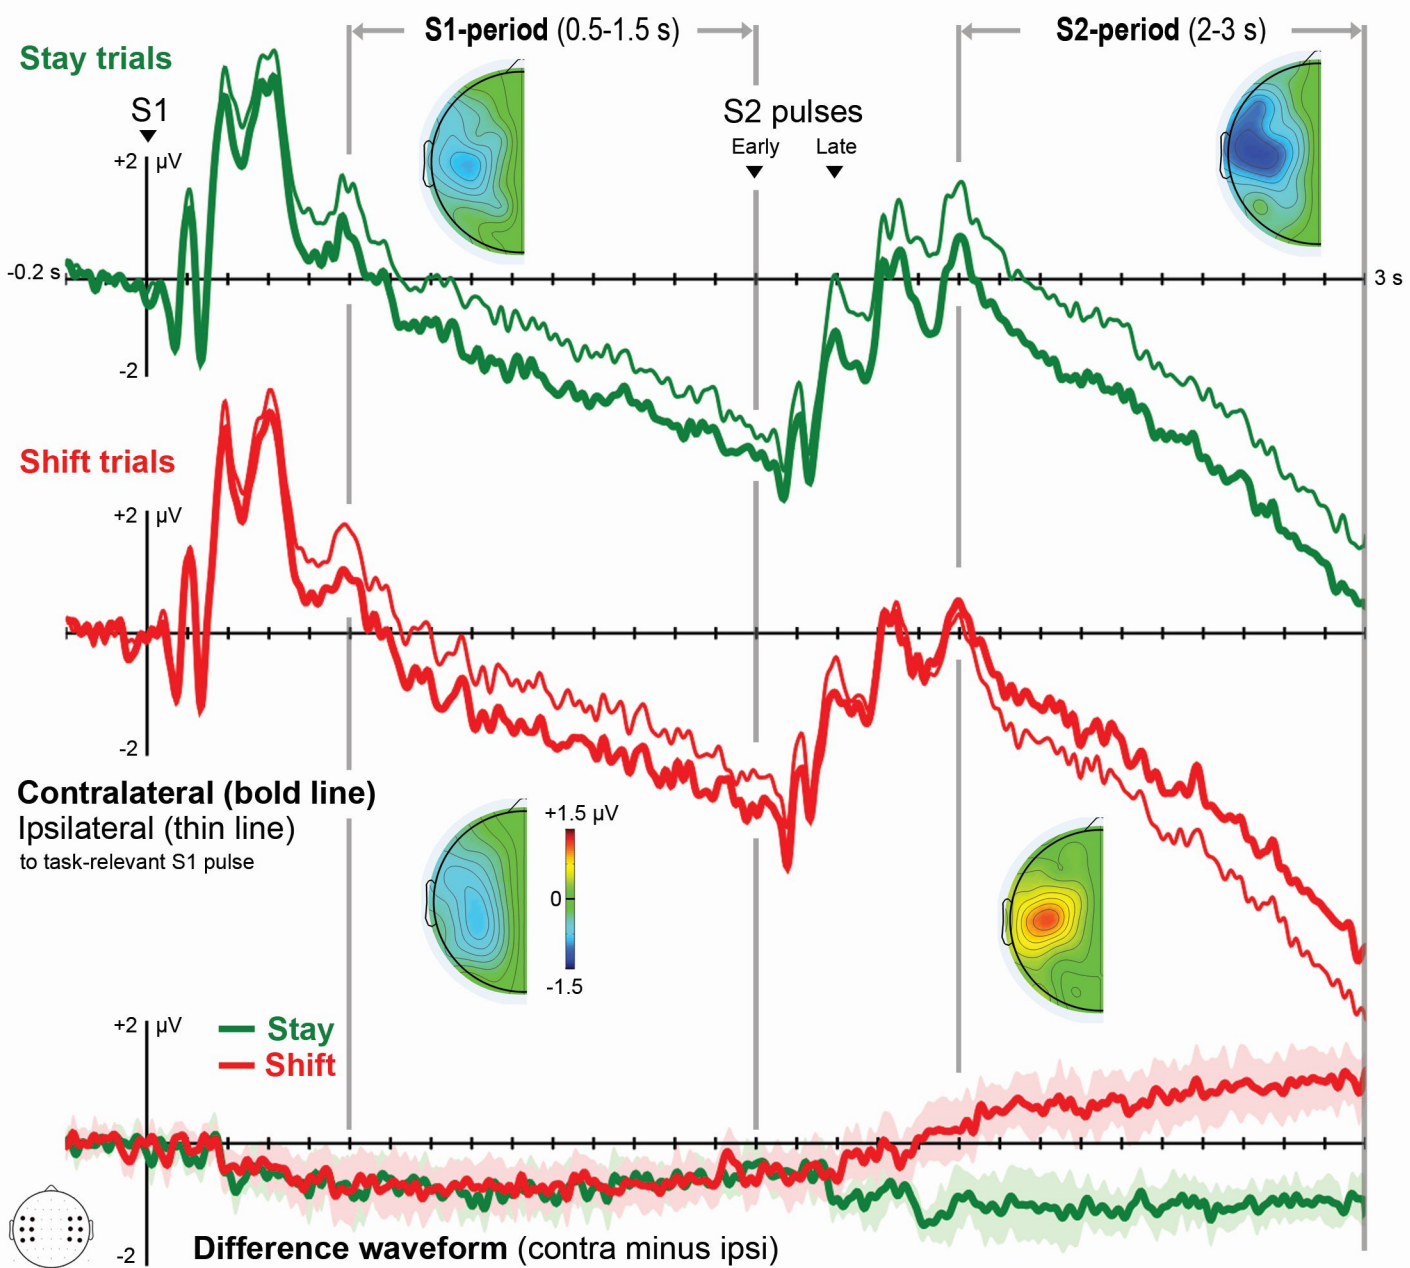 S1-period (0.5-1.5 s)
S2-period (2-3 s)
Stay trials
S1
S2 pulses
Early
Late
+2 µV
-0.2 s
3 s
-2
Shift trials
+2 µV
-2
Contralateral (bold line)
Ipsilateral (thin line)
to task-relevant S1 pulse
+1.5 µV
0
-1.5
+2 µV
Stay
Shift
-2
Difference waveform (contra minus ipsi)